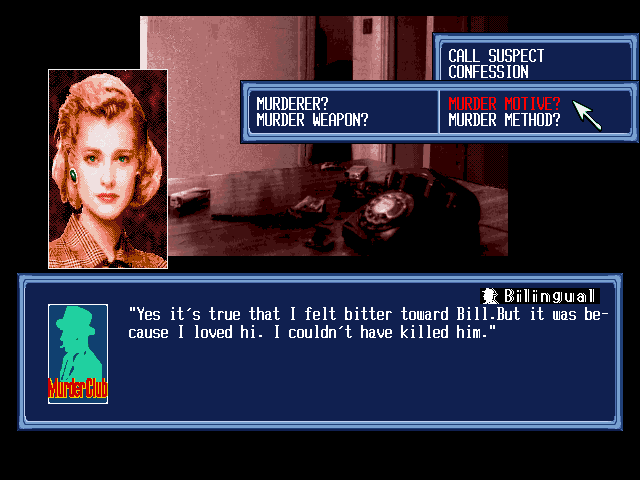 CALL SUSPECT
CONFESSION
MURDERER?
MURDER WEAPON?
MURDER MOTIVE?
MURDER METHOD?
Bilingual
"Yes it's true that I felt bitter toward Bill.But it was be-
cause I loved hi. I couldn't have killed him."
MurderClub